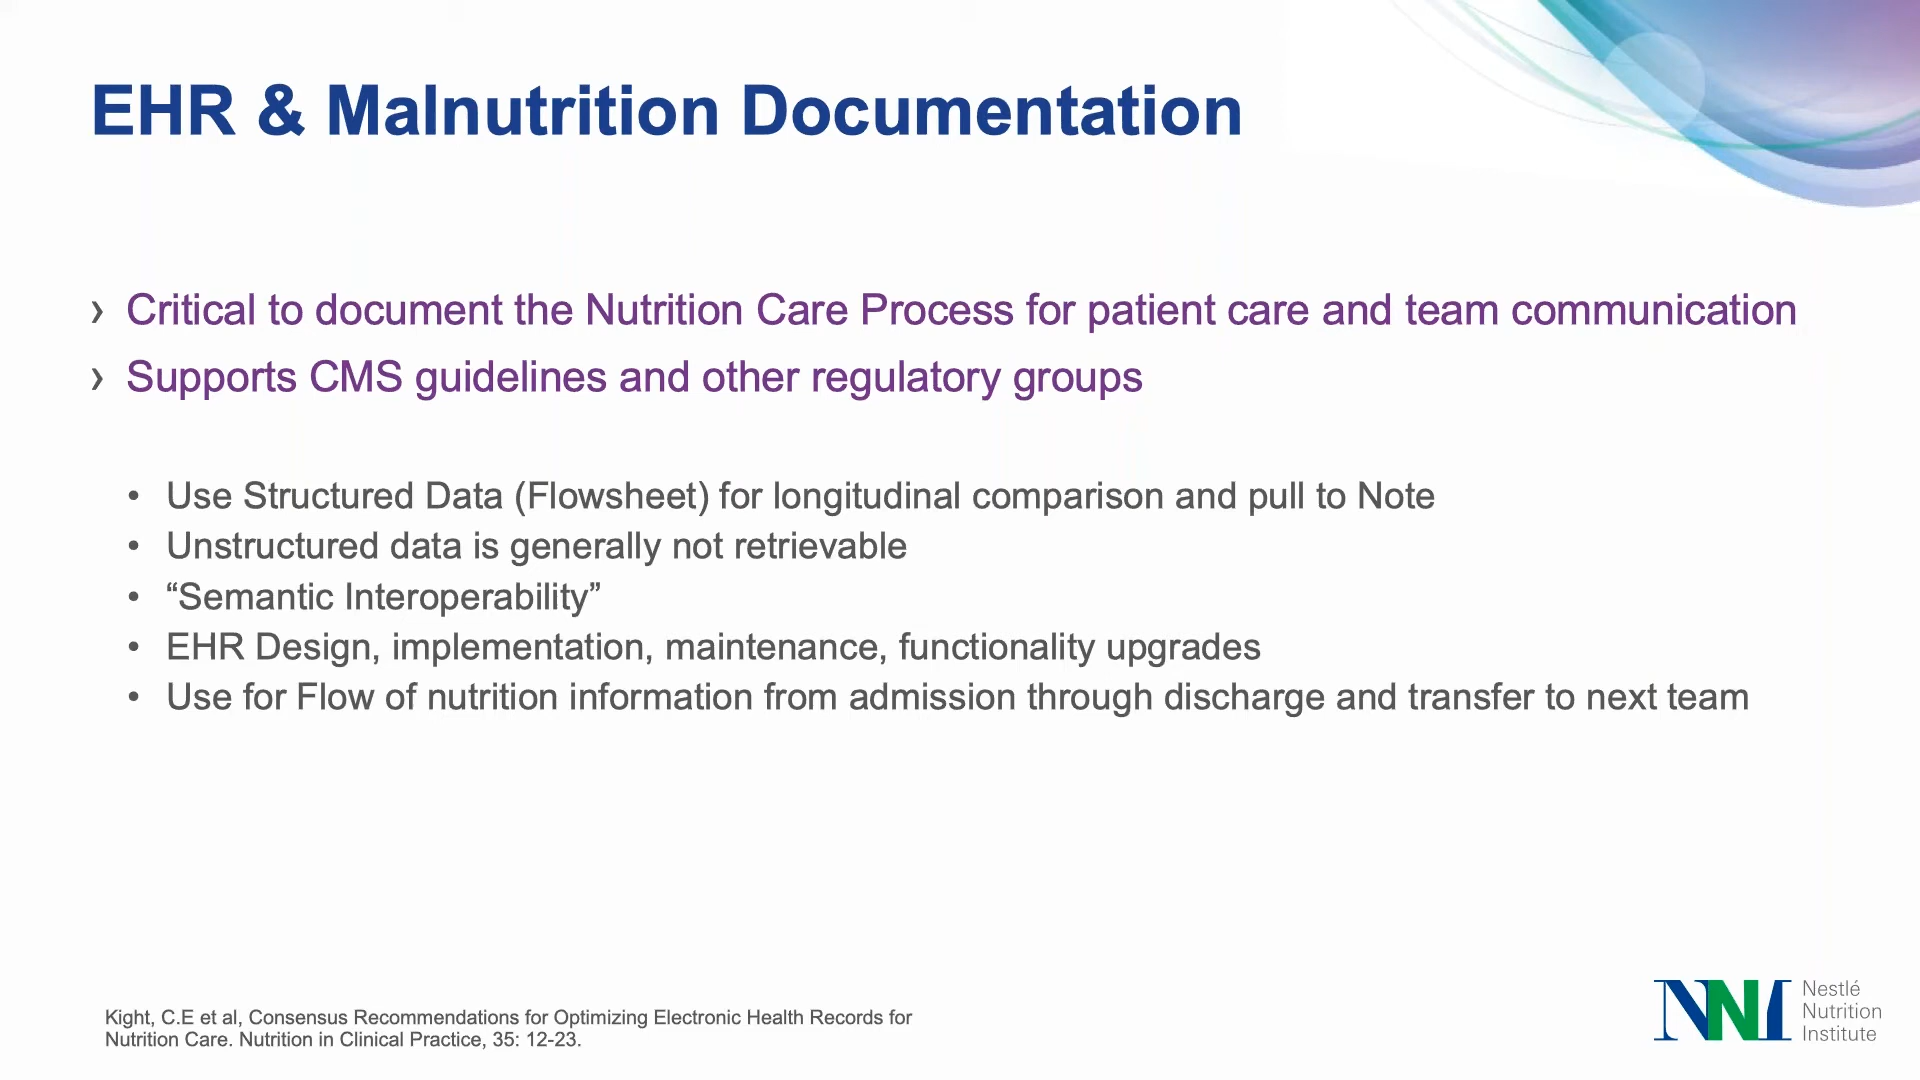 EHR & Malnutrition Documentation
› Critical to document the Nutrition Care Process for patient care and team communication
› Supports CMS guidelines and other regulatory groups
• Use Structured Data (Flowsheet) for longitudinal comparison and pull to Note
• Unstructured data is generally not retrievable
• “Semantic Interoperability”
• EHR Design, implementation, maintenance, functionality upgrades
• Use for Flow of nutrition information from admission through discharge and transfer to next team
Kight, C.E et al, Consensus Recommendations for Optimizing Electronic Health Records for
Nutrition Care. Nutrition in Clinical Practice, 35: 12-23.
NNI
Nestlé
Nutrition
Institute